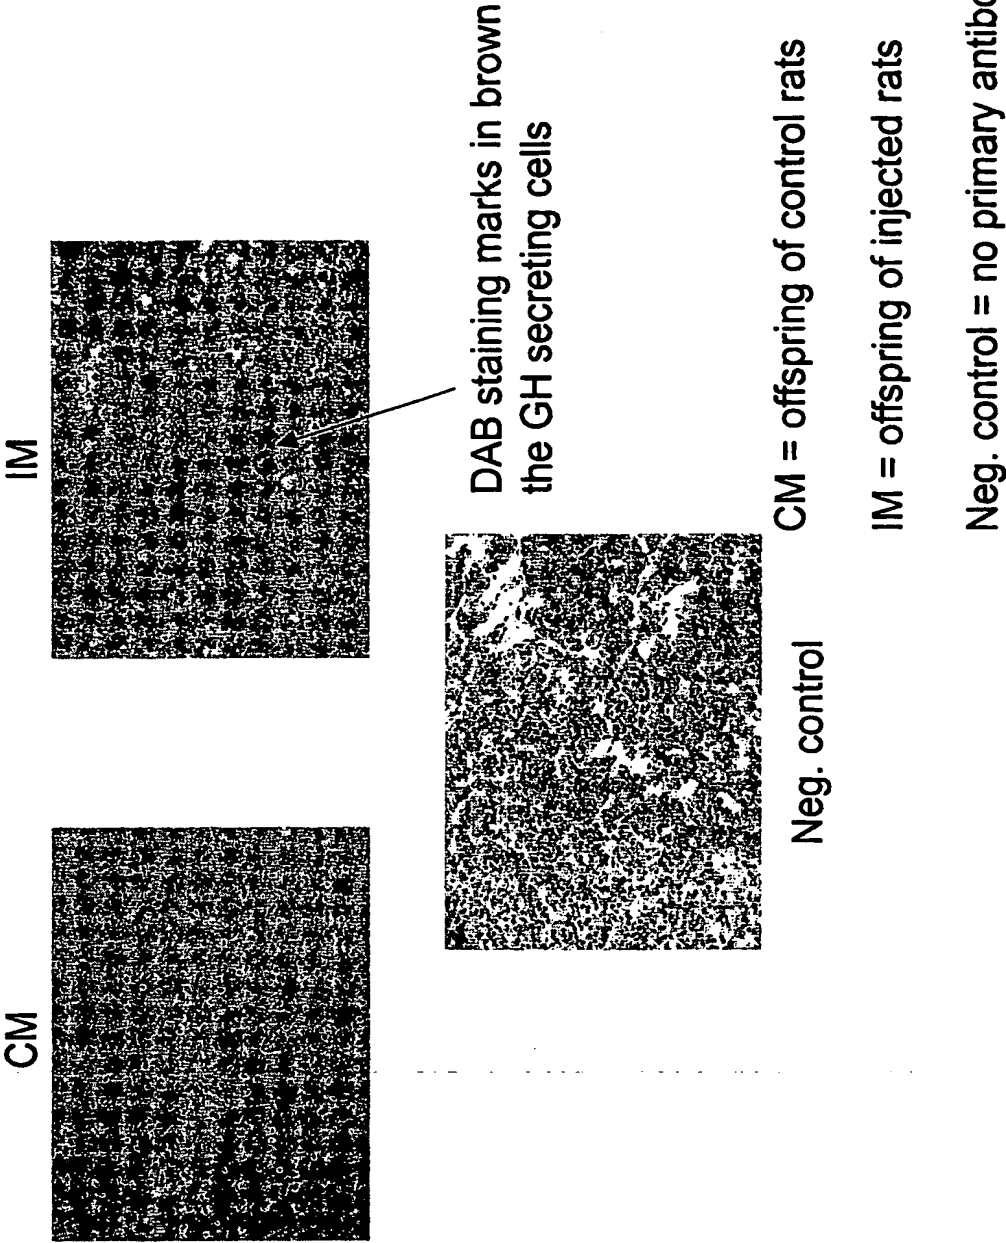 CM
IM
DAB staining marks in brown
the GH secreting cells
Neg. control
CM = offspring of control rats
IM = offspring of injected rats
Neg. control = no primary